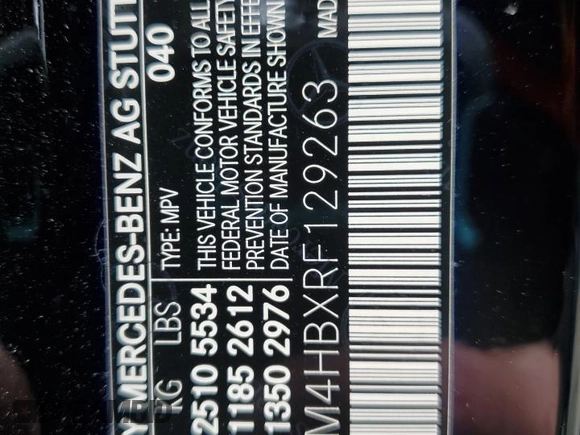 Y MERCEDES-BENZ AG STUTT
040
KG LBS
TYPE: MPV
2510 5534
1185 2612
1350 2976
THIS VEHICLE CONFORMS TO ALL
FEDERAL MOTOR VEHICLE SAFETY
PREVENTION STANDARDS IN EFFE
DATE OF MANUFACTURE SHOWN
M4HBXRF129263
MAD